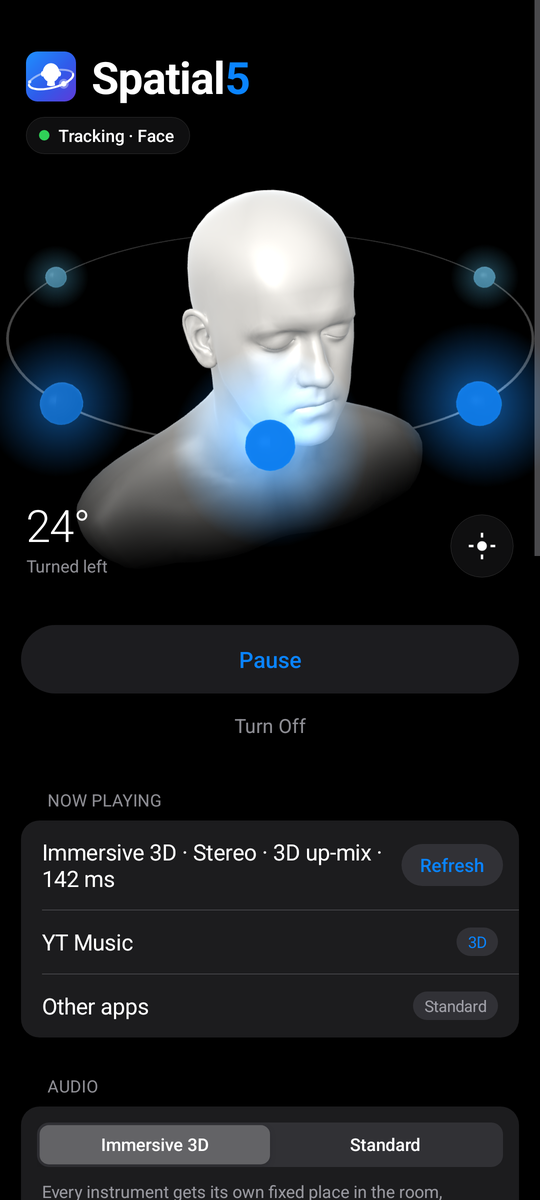 Spatial5
Tracking · Face
24°
Turned left
Pause
Turn Off
NOW PLAYING
Immersive 3D · Stereo · 3D up-mix ·
142 ms
Refresh
YT Music
3D
Other apps
Standard
AUDIO
Immersive 3D
Standard
Every instrument gets its own fixed place in the room,